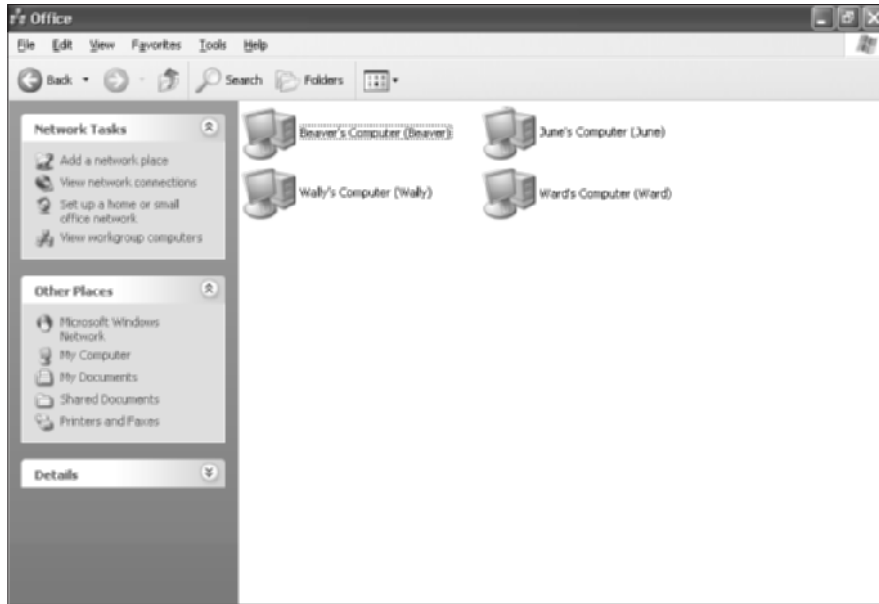 Office
File Edit View Favorites Tools Help
Back Search Folders
Network Tasks
Add a network place
View network connections
Set up a home or small
office network
View workgroup computers
Other Places
Microsoft Windows
Network
My Computer
My Documents
Shared Documents
Printers and Faxes
Details
Beaver's Computer (Beaver)
June's Computer (June)
Wally's Computer (Wally)
Ward's Computer (Ward)